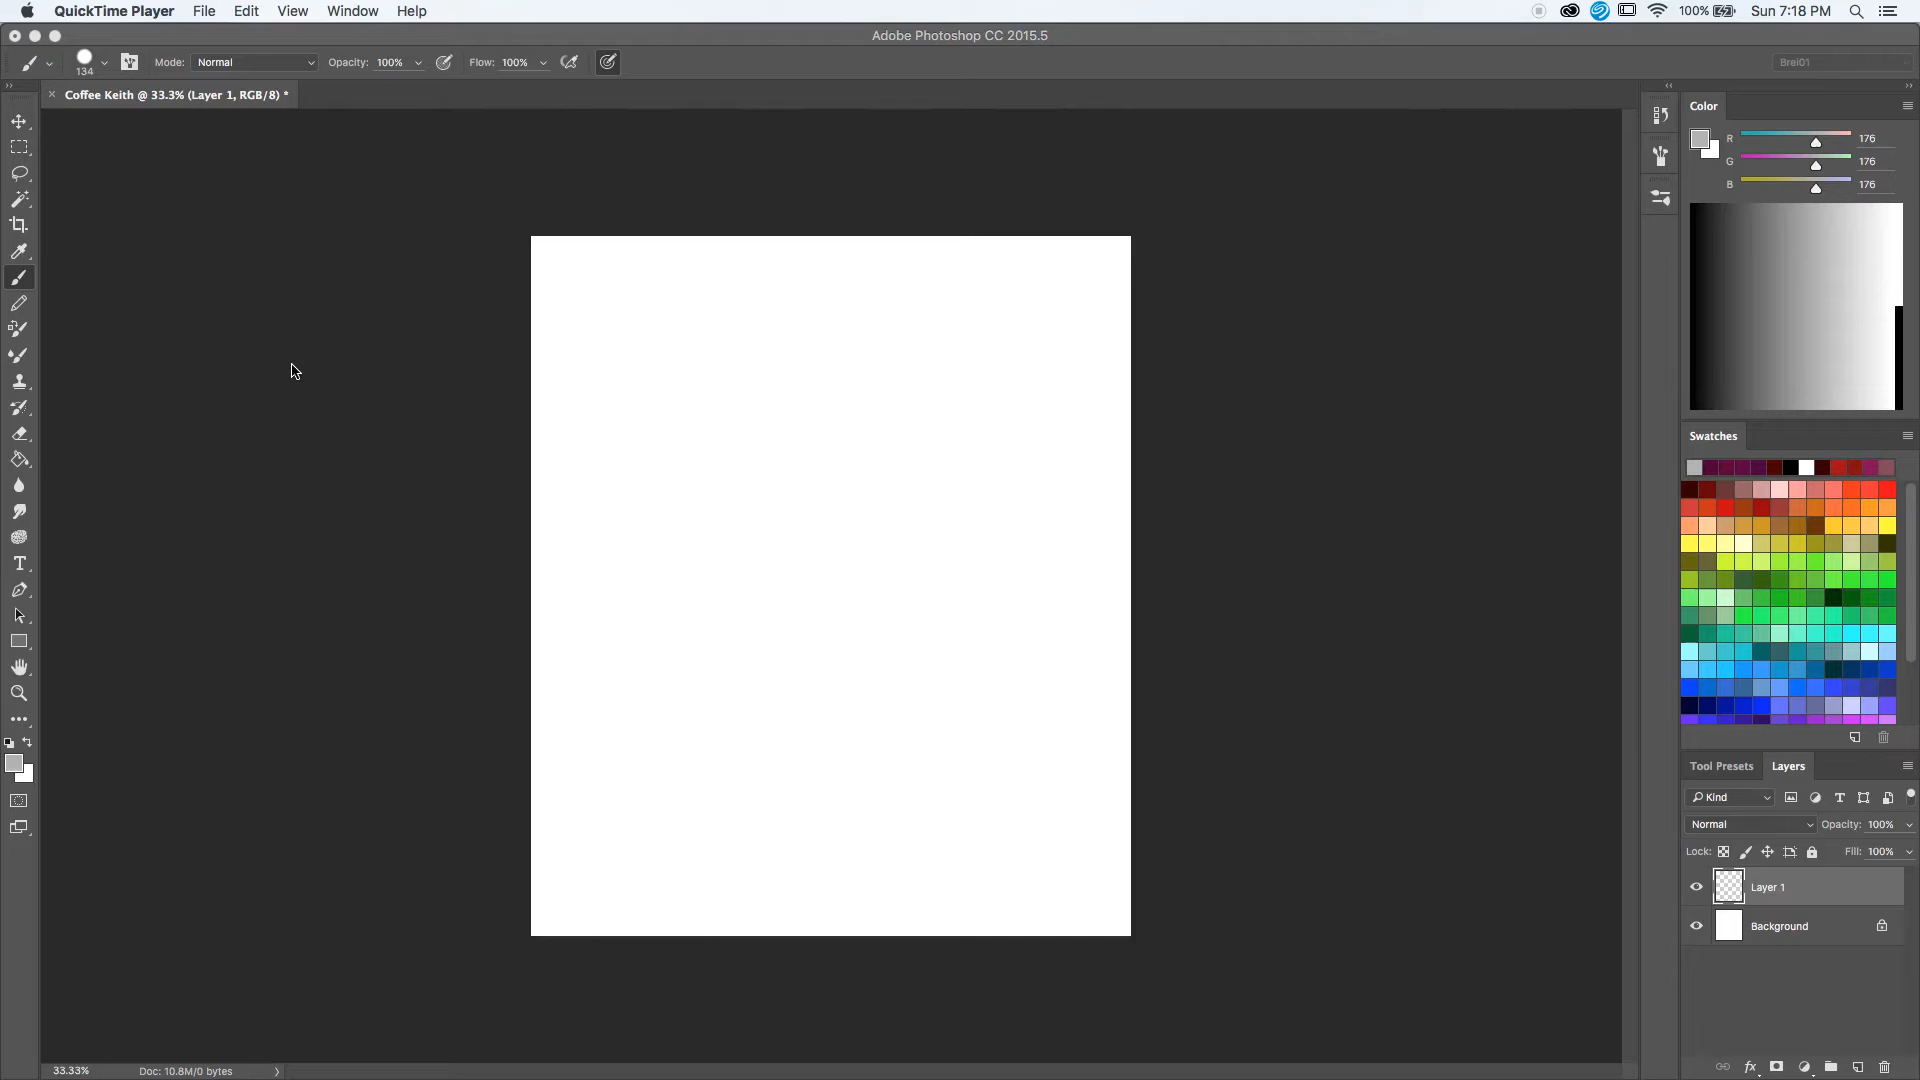 QuickTime Player File Edit View Window Help 100% Sun 7:18 PM
Adobe Photoshop CC 2015.5
134 Mode: Normal Opacity: 100% Flow: 100% Brei01
Coffee Keith @ 33.3% (Layer 1, RGB/8) *
Color
R 176
G 176
B 176
Swatches
Tool Presets Layers
Kind
Normal Opacity: 100%
Lock: Fill: 100%
Layer 1
Background
fx
33.33% Doc: 10.8M/0 bytes